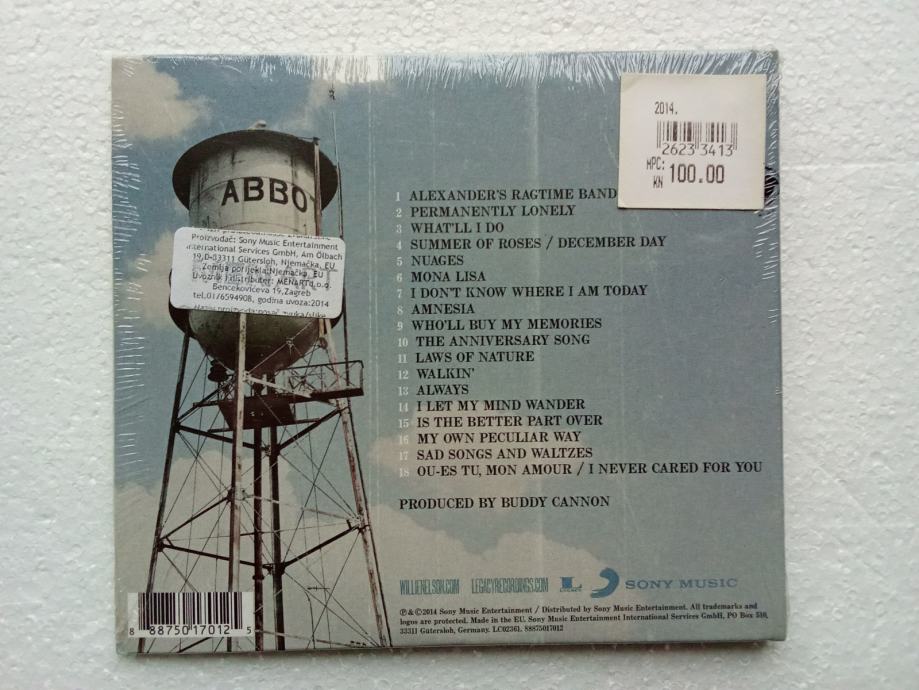 2014.
2623 3413
MPC:
KN 100.00
ABBO
Proizvođač: Sony Music Entertainment
International Services GmbH, Am Ölbach
19,D-33311 Gütersloh, Njemačka, EU
Zemlja porijekla:Njemačka, EU
Uvoznik i distributer: MENART d.o.o.
Bencekovićeva 19,Zagreb
tel.01/6594908, godina uvoza:2014
1 ALEXANDER'S RAGTIME BAND
2 PERMANENTLY LONELY
3 WHAT'LL I DO
4 SUMMER OF ROSES / DECEMBER DAY
5 NUAGES
6 MONA LISA
7 I DON'T KNOW WHERE I AM TODAY
8 AMNESIA
9 WHO'LL BUY MY MEMORIES
10 THE ANNIVERSARY SONG
11 LAWS OF NATURE
12 WALKIN'
13 ALWAYS
14 I LET MY MIND WANDER
15 IS THE BETTER PART OVER
16 MY OWN PECULIAR WAY
17 SAD SONGS AND WALTZES
18 OU-ES TU, MON AMOUR / I NEVER CARED FOR YOU
PRODUCED BY BUDDY CANNON
WILLIENELSON.COM LEGACYRECORDINGS.COM L SONY MUSIC
℗ & © 2014 Sony Music Entertainment / Distributed by Sony Music Entertainment. All trademarks and
logos are protected. Made in the EU. Sony Music Entertainment International Services GmbH, PO Box 510,
33311 Gütersloh, Germany. LC02361. 88875017012
8 88750 17012 5